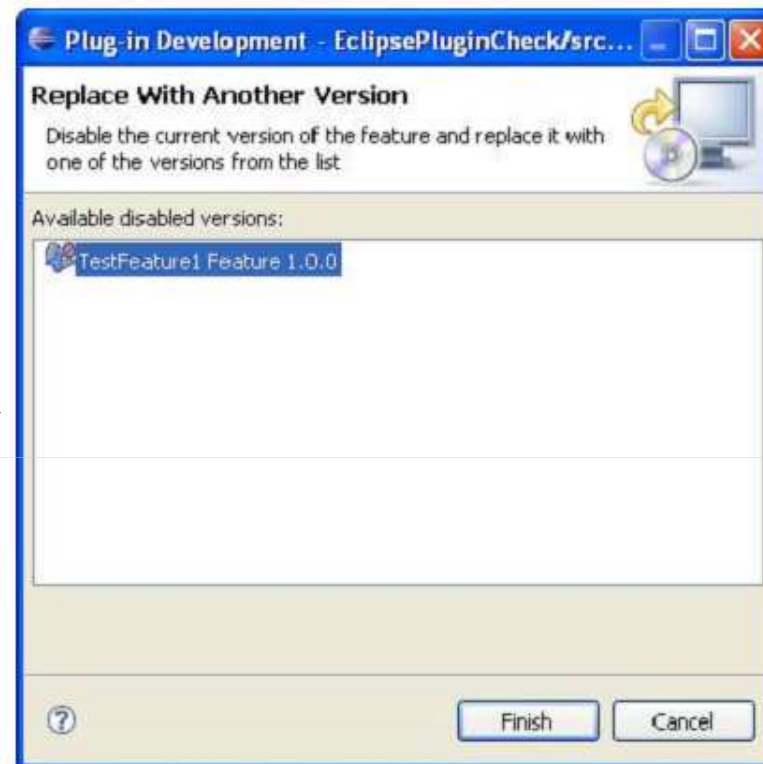 Plug-in Development - EclipsePluginCheck/src...
Replace With Another Version
Disable the current version of the feature and replace it with
one of the versions from the list
Available disabled versions:
TestFeature1 Feature 1.0.0
?
Finish
Cancel